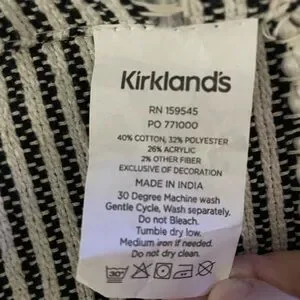 Kirkland's
RN 159545
PO 771000
40% COTTON, 32% POLYESTER
26% ACRYLIC
2% OTHER FIBER
EXCLUSIVE OF DECORATION
MADE IN INDIA
30 Degree Machine wash
Gentle Cycle, Wash separately.
Do not Bleach.
Tumble dry low.
Medium iron if needed.
Do not dry clean.
30°